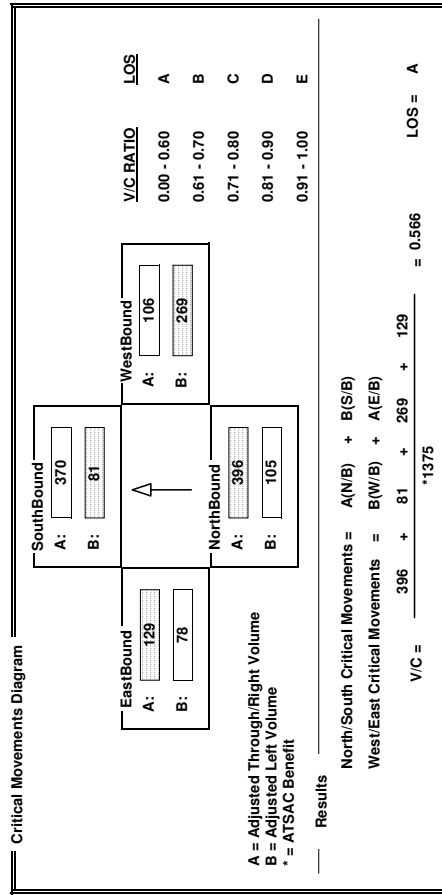 Critical Movements Diagram
SouthBound
A: 370
B: 81
EastBound
A: 129
B: 78
WestBound
A: 106
B: 269
NorthBound
A: 396
B: 105
V/C RATIO LOS
0.00 - 0.60 A
0.61 - 0.70 B
0.71 - 0.80 C
0.81 - 0.90 D
0.91 - 1.00 E
A = Adjusted Through/Right Volume
B = Adjusted Left Volume
* = ATSAC Benefit
Results
North/South Critical Movements = A(N/B) + B(S/B)
West/East Critical Movements = B(W/B) + A(E/B)
V/C = 396 + 81 + 269 + 129 = 0.566 LOS = A
*1375